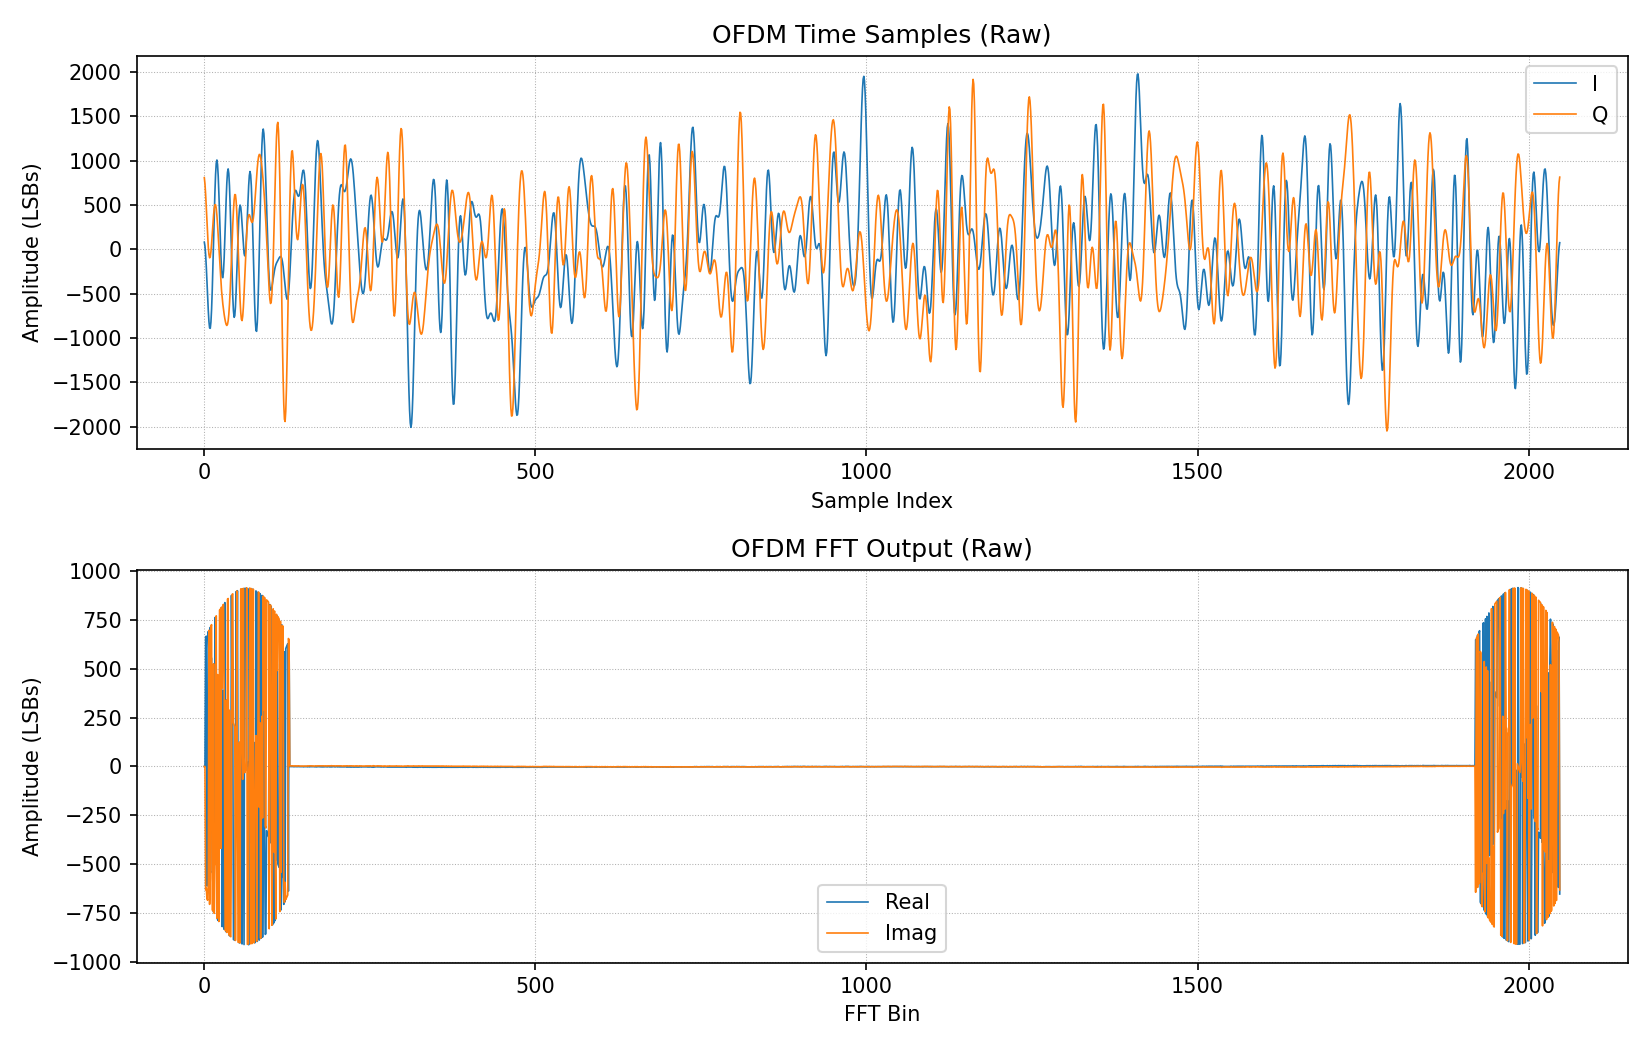 OFDM Time Samples (Raw)
2000
1500
1000
500
0
−500
−1000
−1500
−2000
Amplitude (LSBs)
I
Q
0 500 1000 1500 2000
Sample Index
OFDM FFT Output (Raw)
1000
750
500
250
0
−250
−500
−750
−1000
Amplitude (LSBs)
Real
Imag
0 500 1000 1500 2000
FFT Bin